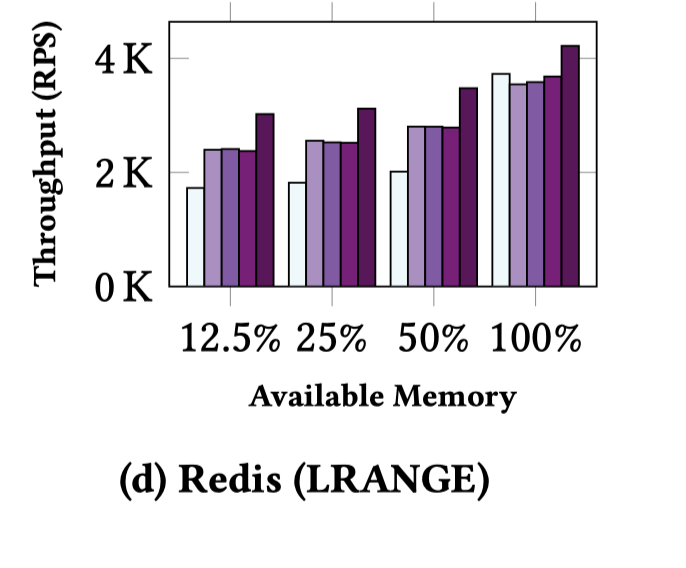 Throughput (RPS)
4 K
2 K
0 K
12.5% 25% 50% 100%
Available Memory
(d) Redis (LRANGE)